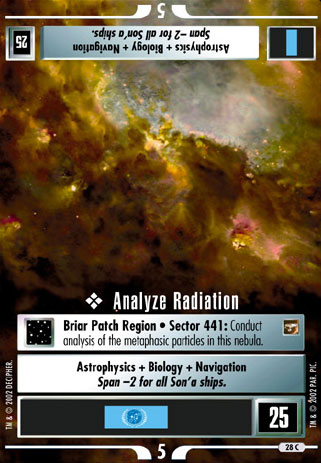 5
Astrophysics + Biology + Navigation
Span –2 for all Son'a ships.
25
❖ Analyze Radiation
Briar Patch Region • Sector 441: Conduct
analysis of the metaphasic particles in this nebula.
Astrophysics + Biology + Navigation
Span –2 for all Son'a ships.
25
TM & © 2002 DECIPHER.
TM & © 2002 PAR. PIC.
28 C
5